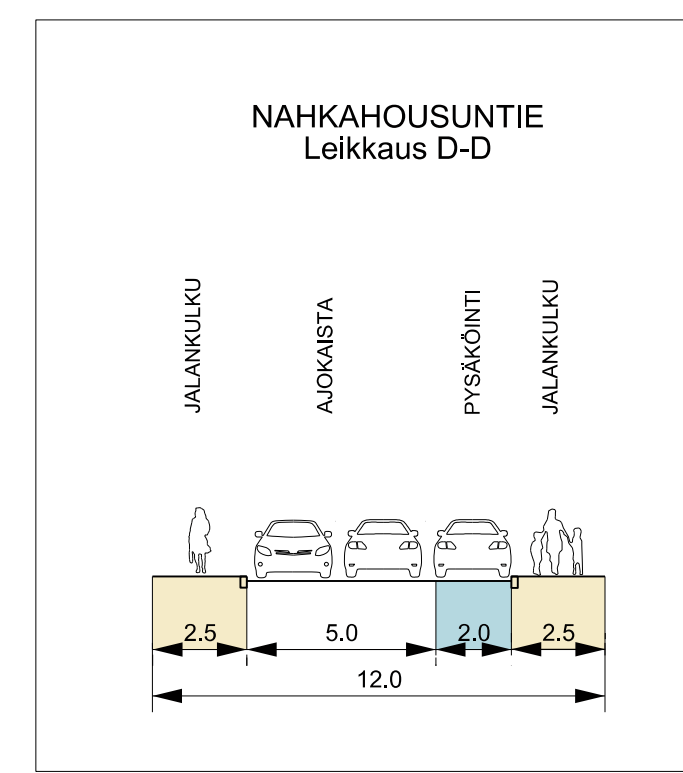 NAHKAHOUSUNTIE
Leikkaus D-D
JALANKULKU
AJOKAISTA
PYSÄKÖINTI
JALANKULKU
2.5
5.0
2.0
2.5
12.0